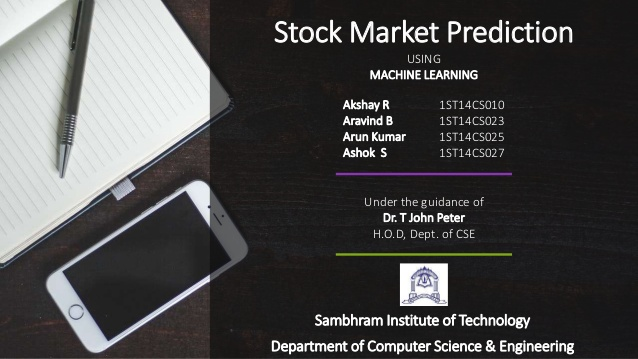 Stock Market Prediction
USING
MACHINE LEARNING
Akshay R 1ST14CS010
Aravind B 1ST14CS023
Arun Kumar 1ST14CS025
Ashok S 1ST14CS027
Under the guidance of
Dr. T John Peter
H.O.D, Dept. of CSE
Sambhram Institute of Technology
Department of Computer Science & Engineering